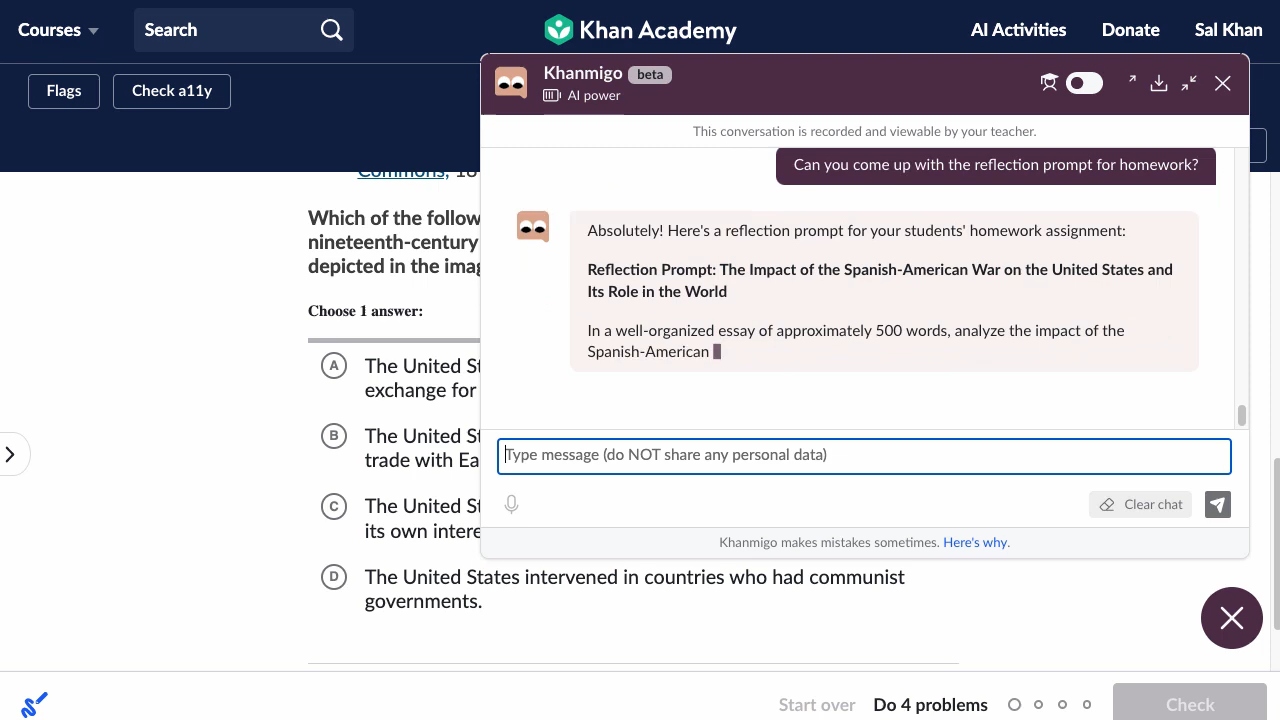 Courses
Search
Khan Academy
AI Activities
Donate
Sal Khan
Flags
Check a11y
Khanmigo beta
AI power
This conversation is recorded and viewable by your teacher.
Can you come up with the reflection prompt for homework?
Absolutely! Here's a reflection prompt for your students' homework assignment:
Reflection Prompt: The Impact of the Spanish-American War on the United States and
Its Role in the World
In a well-organized essay of approximately 500 words, analyze the impact of the
Spanish-American
Type message (do NOT share any personal data)
Clear chat
Khanmigo makes mistakes sometimes. Here's why.
Commons, 18
Which of the follow
nineteenth-century
depicted in the imag
Choose 1 answer:
A
The United St
exchange for
B
The United St
trade with Ea
C
The United St
its own intere
D
The United States intervened in countries who had communist
governments.
Start over
Do 4 problems
Check